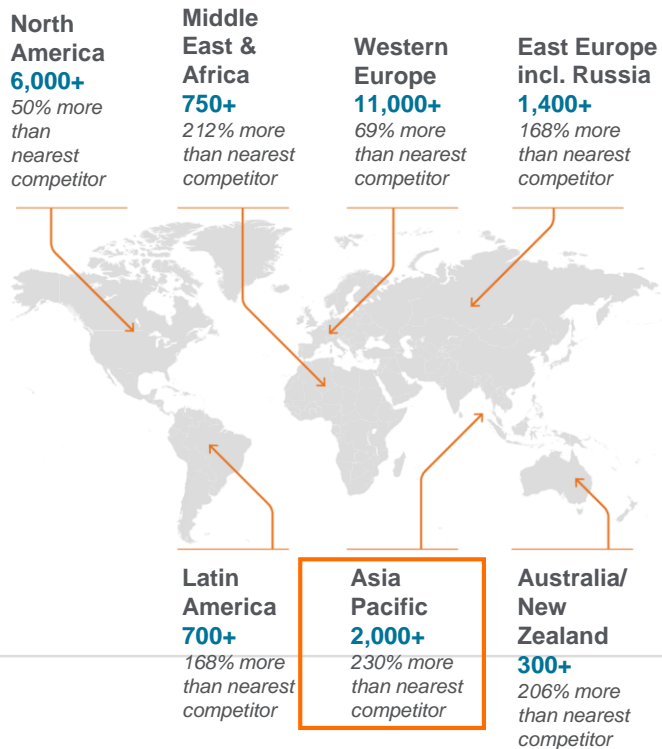 North
America
6,000+
50% more
than
nearest
competitor
Middle
East &
Africa
750+
212% more
than nearest
competitor
Western
Europe
11,000+
69% more
than nearest
competitor
East Europe
incl. Russia
1,400+
168% more
than nearest
competitor
Latin
America
700+
168% more
than nearest
competitor
Asia
Pacific
2,000+
230% more
than nearest
competitor
Australia/
New
Zealand
300+
206% more
than nearest
competitor